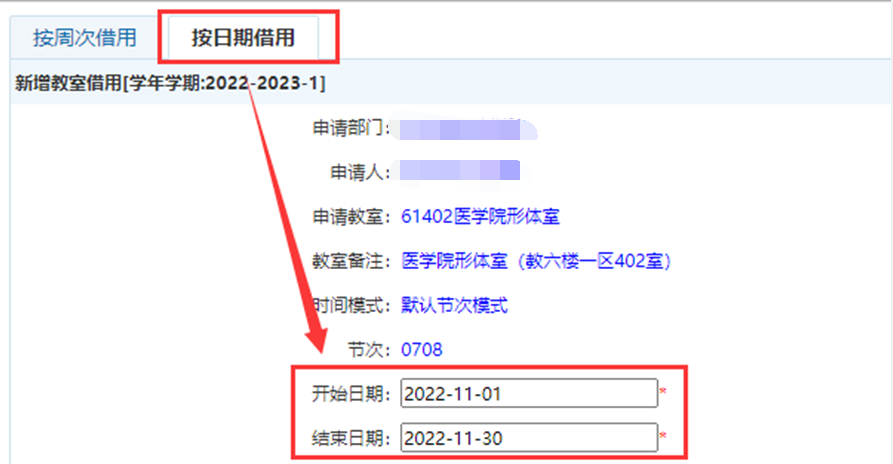 按周次借用 按日期借用
新增教室借用[学年学期:2022-2023-1]
申请部门:
申请人:
申请教室: 61402医学院形体室
教室备注: 医学院形体室（教六楼一区402室）
时间模式: 默认节次模式
节次: 0708
开始日期: 2022-11-01 *
结束日期: 2022-11-30 *